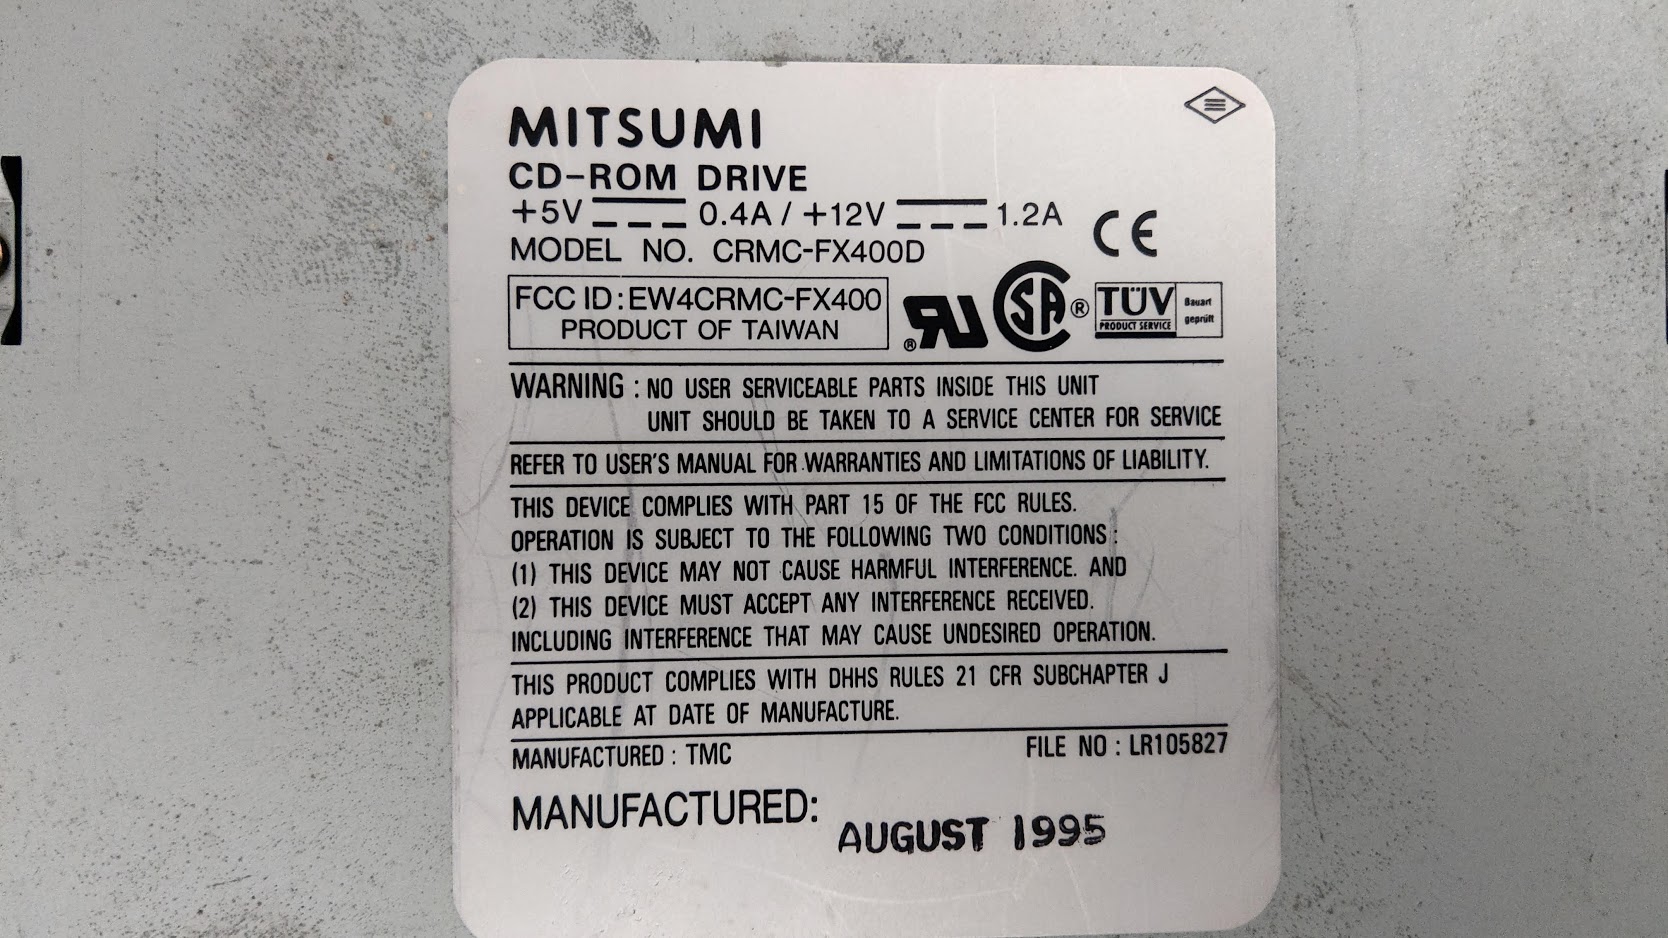 MITSUMI
CD-ROM DRIVE
+5V 0.4A / +12V 1.2A
CE
MODEL NO. CRMC-FX400D
FCC ID : EW4CRMC-FX400
PRODUCT OF TAIWAN
RU ® SA ® TÜV PRODUCT SERVICE Bauart geprüft
WARNING : NO USER SERVICEABLE PARTS INSIDE THIS UNIT
UNIT SHOULD BE TAKEN TO A SERVICE CENTER FOR SERVICE
REFER TO USER'S MANUAL FOR WARRANTIES AND LIMITATIONS OF LIABILITY.
THIS DEVICE COMPLIES WITH PART 15 OF THE FCC RULES.
OPERATION IS SUBJECT TO THE FOLLOWING TWO CONDITIONS :
(1) THIS DEVICE MAY NOT CAUSE HARMFUL INTERFERENCE. AND
(2) THIS DEVICE MUST ACCEPT ANY INTERFERENCE RECEIVED.
INCLUDING INTERFERENCE THAT MAY CAUSE UNDESIRED OPERATION.
THIS PRODUCT COMPLIES WITH DHHS RULES 21 CFR SUBCHAPTER J
APPLICABLE AT DATE OF MANUFACTURE.
MANUFACTURED : TMC
FILE NO : LR105827
MANUFACTURED: AUGUST 1995